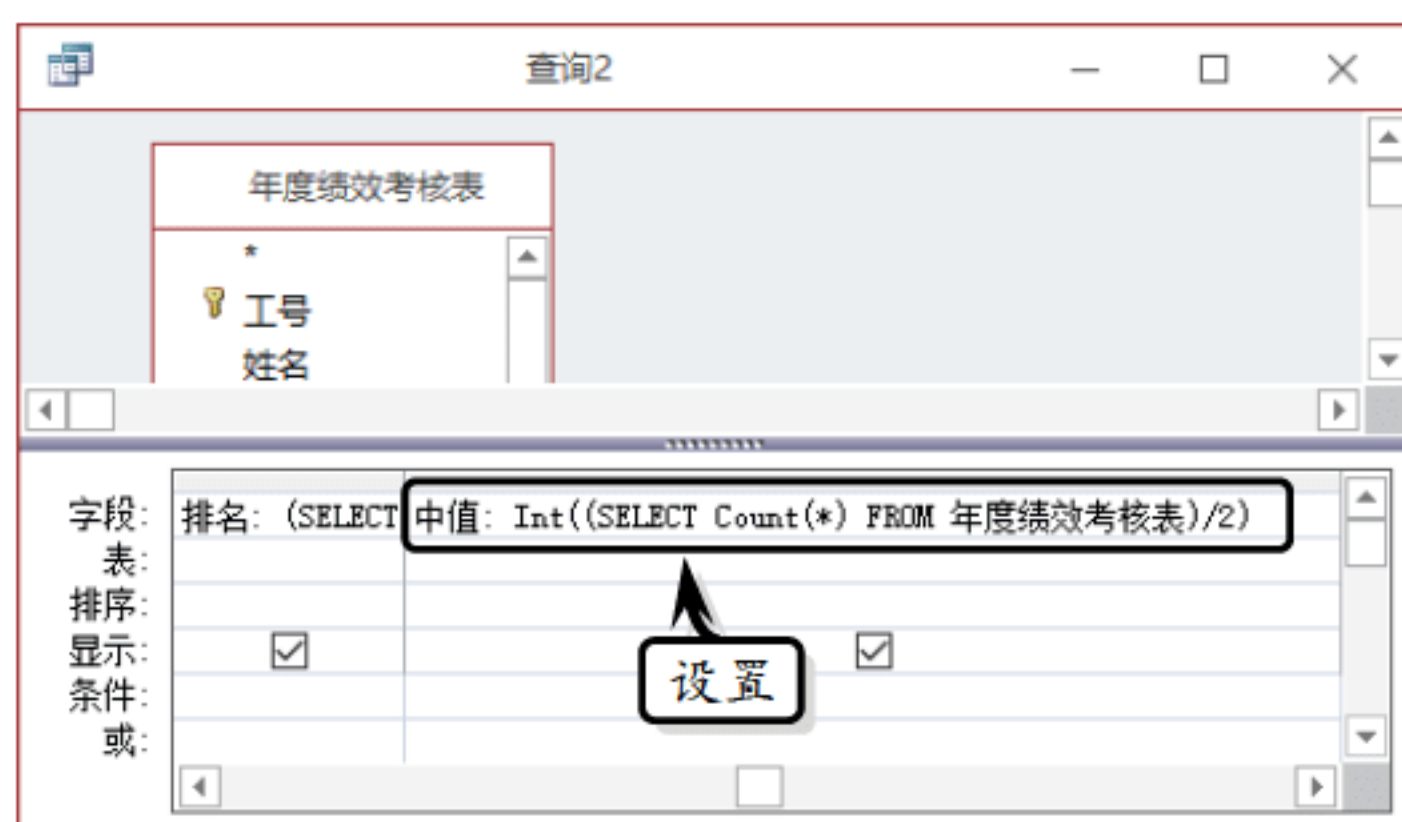 查询2
年度绩效考核表
*
工号
姓名
字段: 排名: (SELECT 中值: Int((SELECT Count(*) FROM 年度绩效考核表)/2)
表:
排序:
显示:
设置
条件:
或: